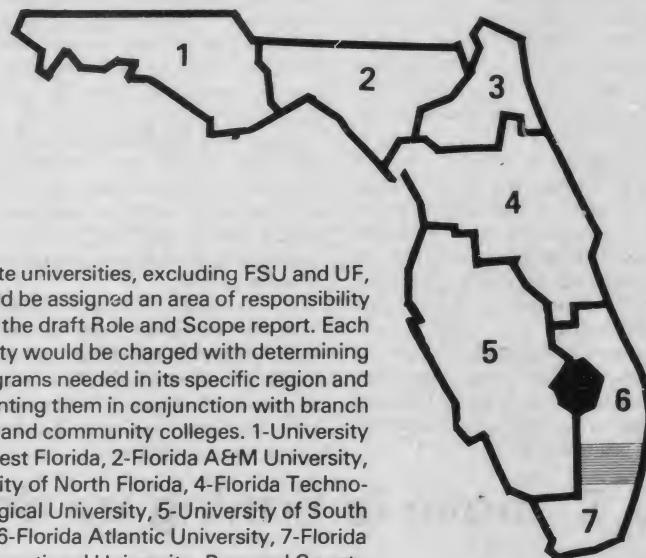 1
2
3
4
5
6
7
te universities, excluding FSU and UF,
d be assigned an area of responsibility
the draft Role and Scope report. Each
ty would be charged with determining
grams needed in its specific region and
nting them in conjunction with branch
and community colleges. 1-University
est Florida, 2-Florida A&M University,
ity of North Florida, 4-Florida Techno-
gical University, 5-University of South
6-Florida Atlantic University, 7-Florida